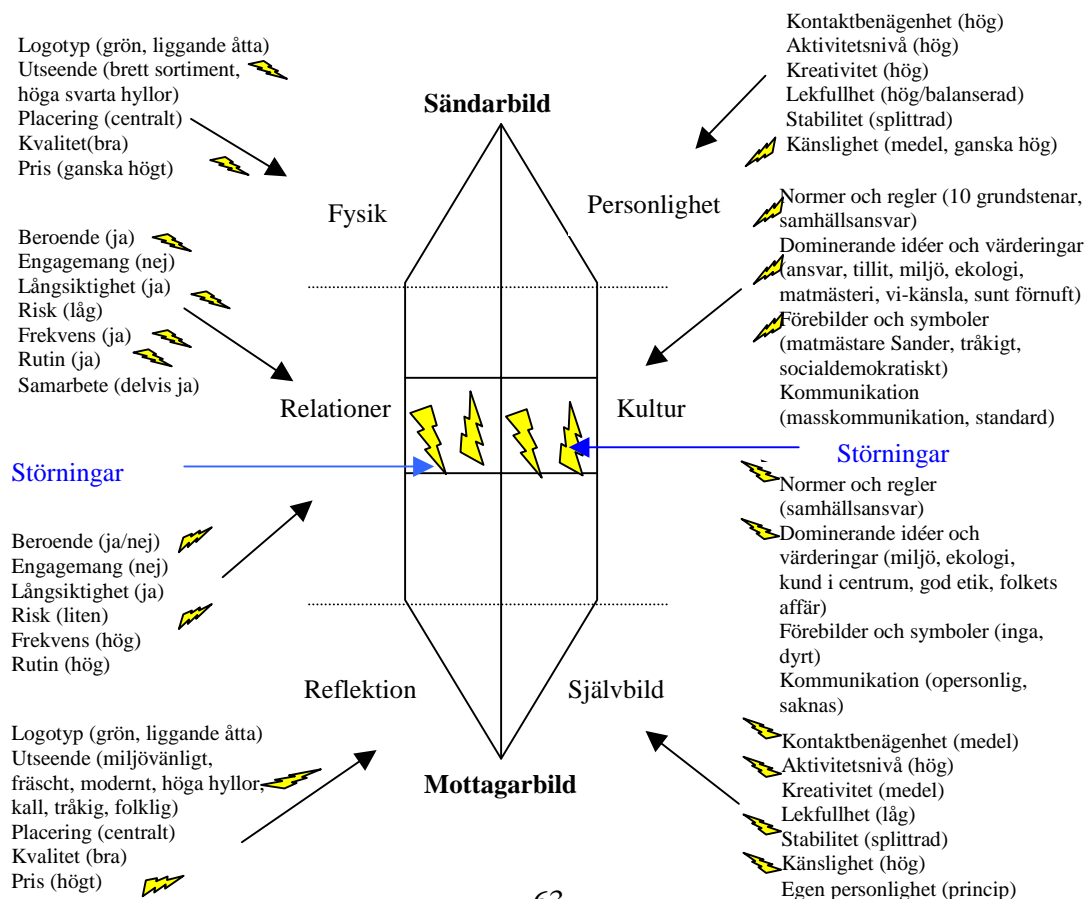 Logotyp (grön, liggande åtta)
Utseende (brett sortiment,
höga svarta hyllor)
Placering (centralt)
Kvalitet(bra)
Pris (ganska högt)
Sändarbild
Kontaktbenägenhet (hög)
Aktivitetsnivå (hög)
Kreativitet (hög)
Lekfullhet (hög/balanserad)
Stabilitet (splittrad)
Känslighet (medel, ganska hög)
Fysik
Personlighet
Beroende (ja)
Engagemang (nej)
Långsiktighet (ja)
Risk (låg)
Frekvens (ja)
Rutin (ja)
Samarbete (delvis ja)
Normer och regler (10 grundstenar,
samhällsansvar)
Dominerande idéer och värderingar
(ansvar, tillit, miljö, ekologi,
matmästeri, vi-känsla, sunt förnuft)
Förebilder och symboler
(matmästare Sander, tråkigt,
socialdemokratiskt)
Kommunikation
(masskommunikation, standard)
Relationer
Kultur
Störningar
Störningar
Beroende (ja/nej)
Engagemang (nej)
Långsiktighet (ja)
Risk (liten)
Frekvens (hög)
Rutin (hög)
Normer och regler
(samhällsansvar)
Dominerande idéer och
värderingar (miljö, ekologi,
kund i centrum, god etik, folkets
affär)
Förebilder och symboler (inga,
dyrt)
Kommunikation (opersonlig,
saknas)
Reflektion
Självbild
Logotyp (grön, liggande åtta)
Utseende (miljövänligt,
fräscht, modernt, höga hyllor,
kall, tråkig, folklig)
Placering (centralt)
Kvalitet (bra)
Pris (högt)
Mottagarbild
Kontaktbenägenhet (medel)
Aktivitetsnivå (hög)
Kreativitet (medel)
Lekfullhet (låg)
Stabilitet (splittrad)
Känslighet (hög)
Egen personlighet (princip)